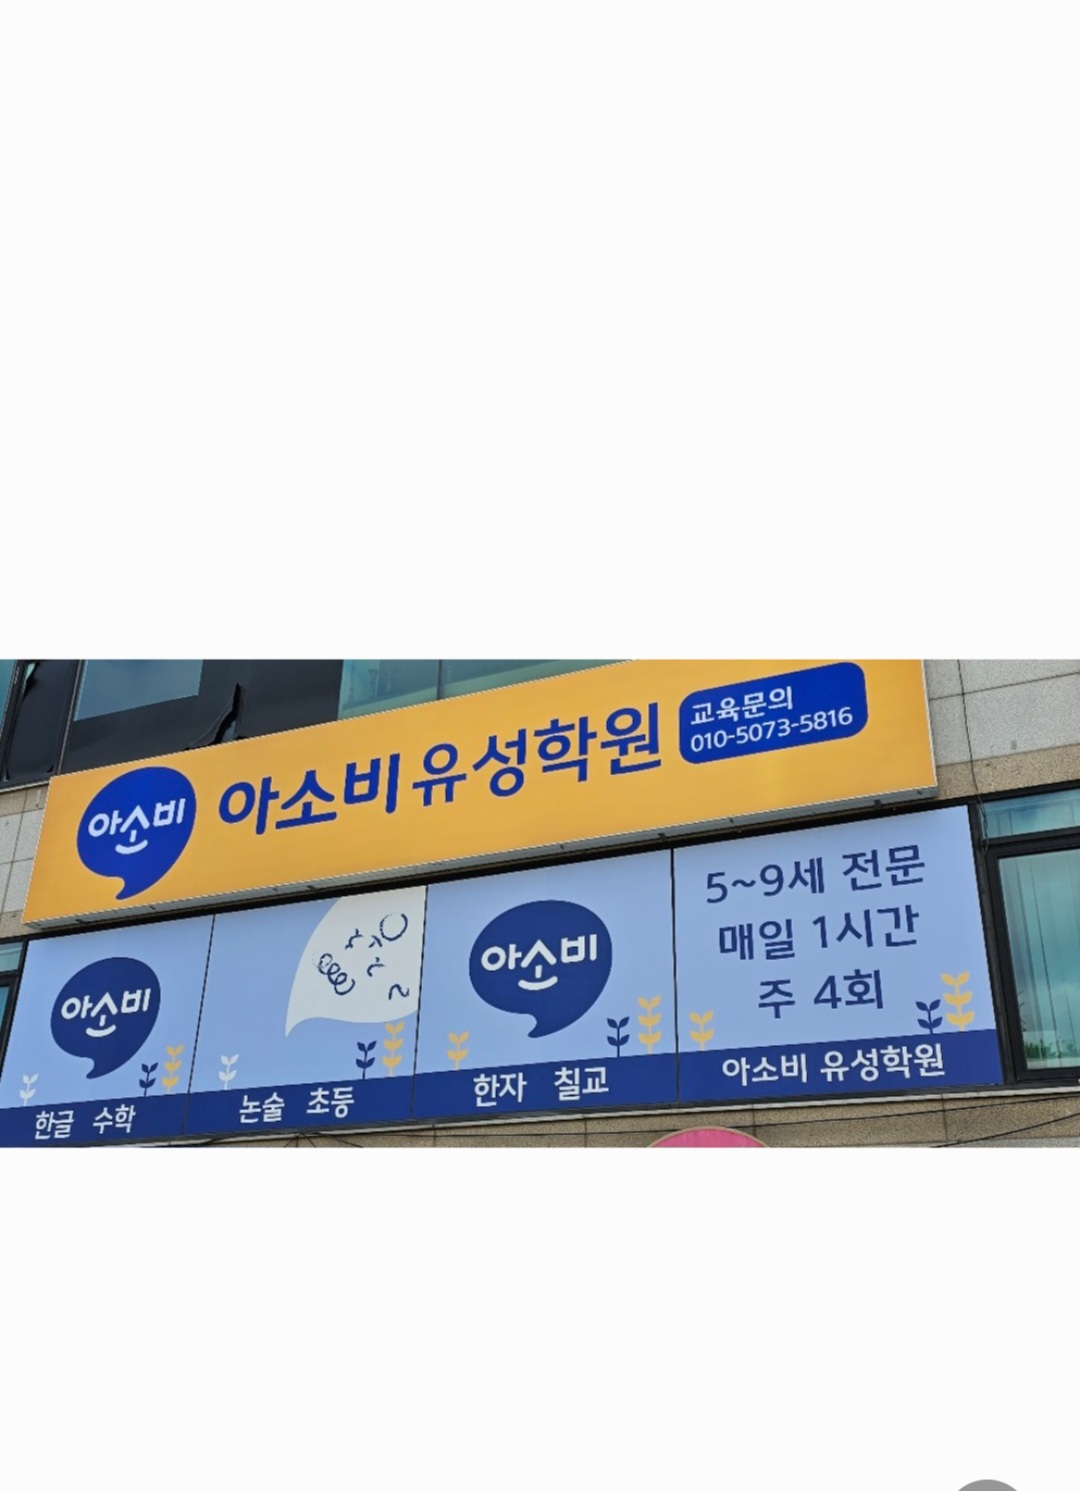 아소비
아소비유성학원
교육문의
010-5073-5816
아소비
한글 수학
논술 초등
아소비
한자 칠교
5~9세 전문
매일 1시간
주 4회
아소비 유성학원